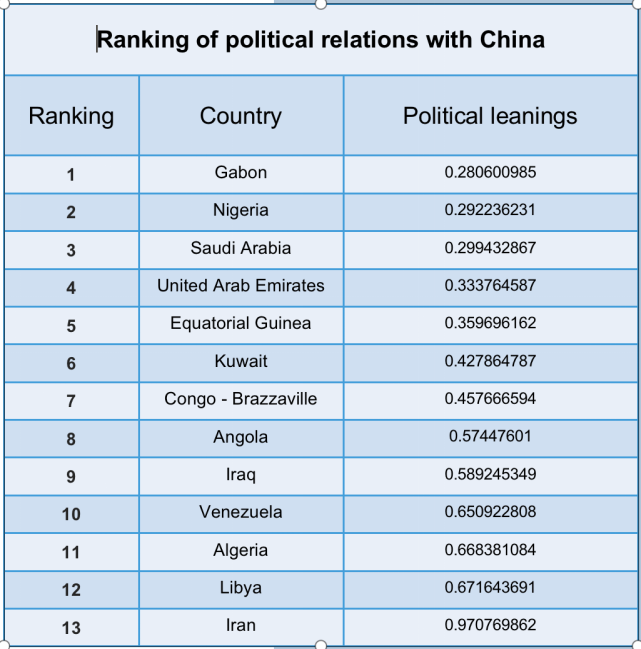 Ranking of political relations with China
Ranking Country Political leanings
1 Gabon 0.280600985
2 Nigeria 0.292236231
3 Saudi Arabia 0.299432867
4 United Arab Emirates 0.333764587
5 Equatorial Guinea 0.359696162
6 Kuwait 0.427864787
7 Congo - Brazzaville 0.457666594
8 Angola 0.57447601
9 Iraq 0.589245349
10 Venezuela 0.650922808
11 Algeria 0.668381084
12 Libya 0.671643691
13 Iran 0.970769862